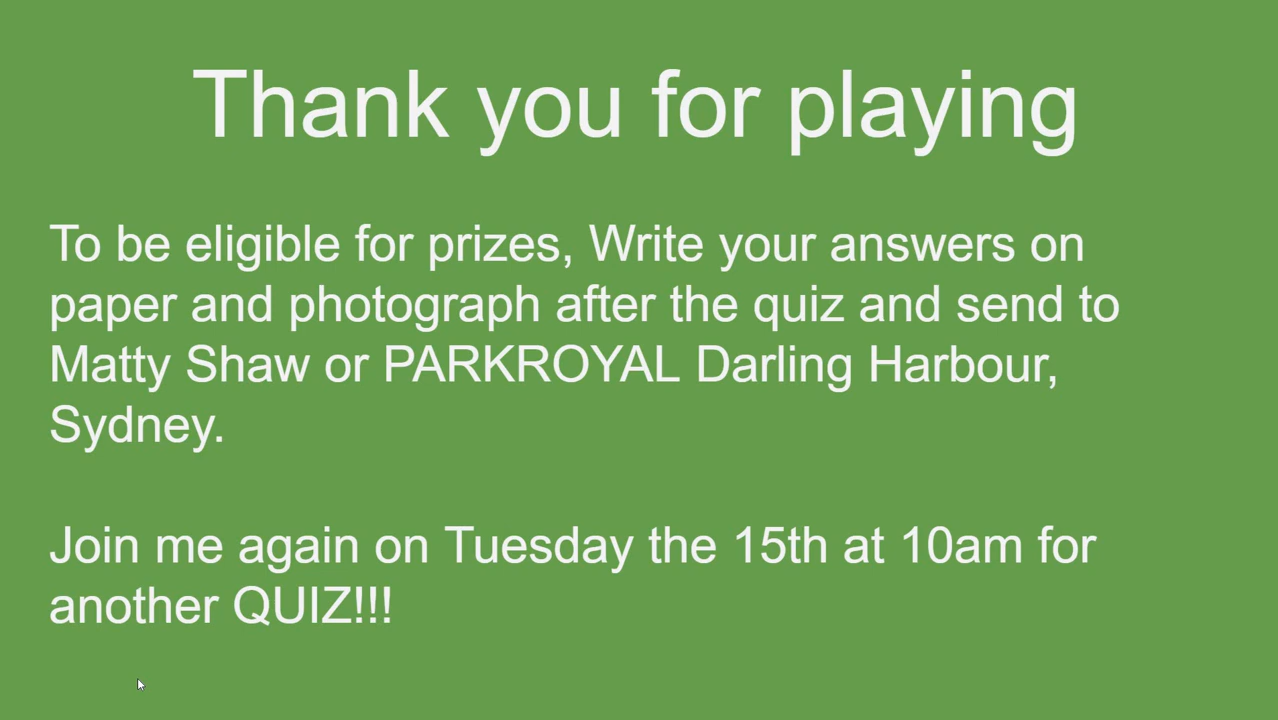 Thank you for playing
To be eligible for prizes, Write your answers on
paper and photograph after the quiz and send to
Matty Shaw or PARKROYAL Darling Harbour,
Sydney.
Join me again on Tuesday the 15th at 10am for
another QUIZ!!!